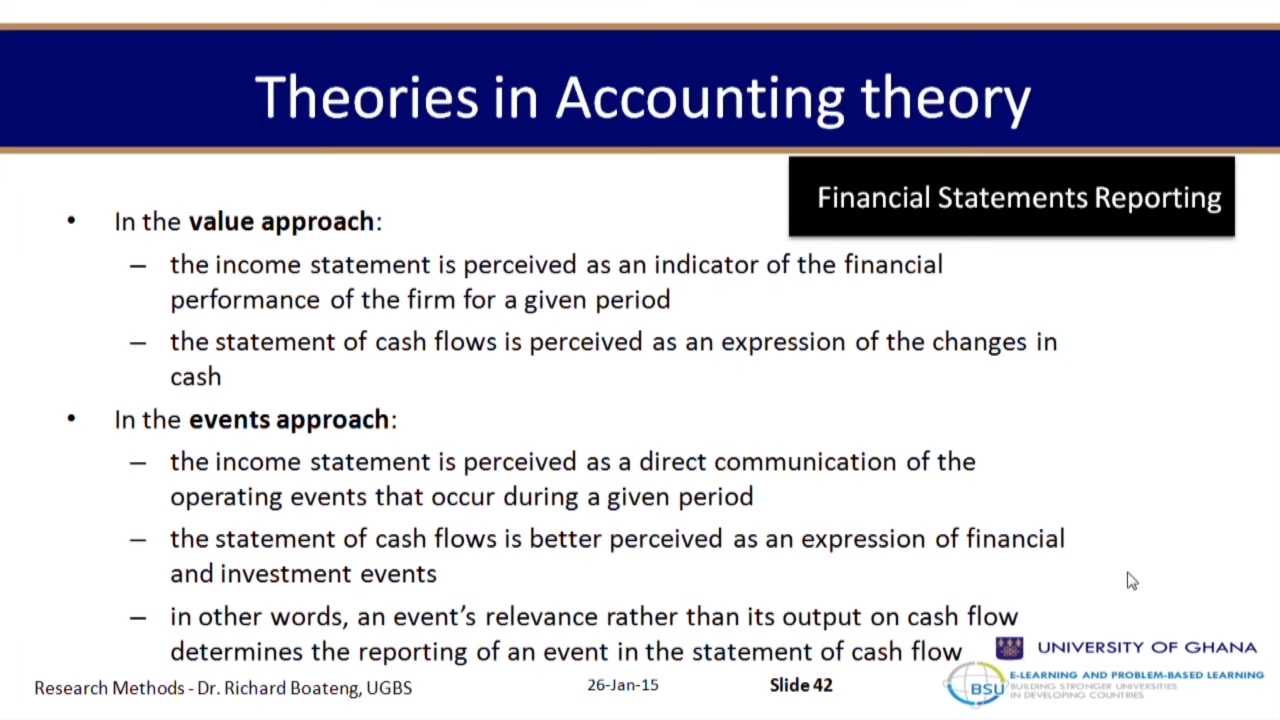 Theories in Accounting theory
Financial Statements Reporting
• In the value approach:
– the income statement is perceived as an indicator of the financial
performance of the firm for a given period
– the statement of cash flows is perceived as an expression of the changes in
cash
• In the events approach:
– the income statement is perceived as a direct communication of the
operating events that occur during a given period
– the statement of cash flows is better perceived as an expression of financial
and investment events
– in other words, an event's relevance rather than its output on cash flow
determines the reporting of an event in the statement of cash flow
UNIVERSITY OF GHANA
Research Methods - Dr. Richard Boateng, UGBS
26-Jan-15
Slide 42
BSU
E-LEARNING AND PROBLEM-BASED LEARNING
BUILDING STRONGER UNIVERSITIES
IN DEVELOPING COUNTRIES